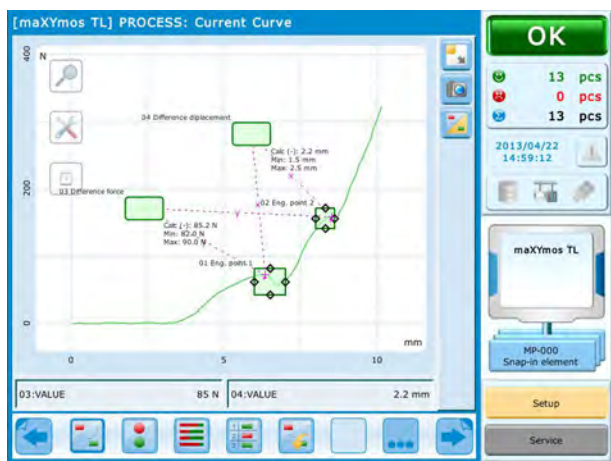 [maXYmos TL] PROCESS: Current Curve
OK
400
N
200
0
04 Difference diplacement
Calc (-): 2.2 mm
Min: 1.5 mm
Max: 2.5 mm
03 Difference force
Y
X
02 Eng. point 2
Calc (-): 85.2 N
Min: 82.0 N
Max: 90.0 N
01 Eng. point 1
mm
0
5
10
03:VALUE 85 N
04:VALUE 2.2 mm
13 pcs
0 pcs
13 pcs
2013/04/22
14:59:12
maXYmos TL
MP-000
Snap-in element
Setup
Service